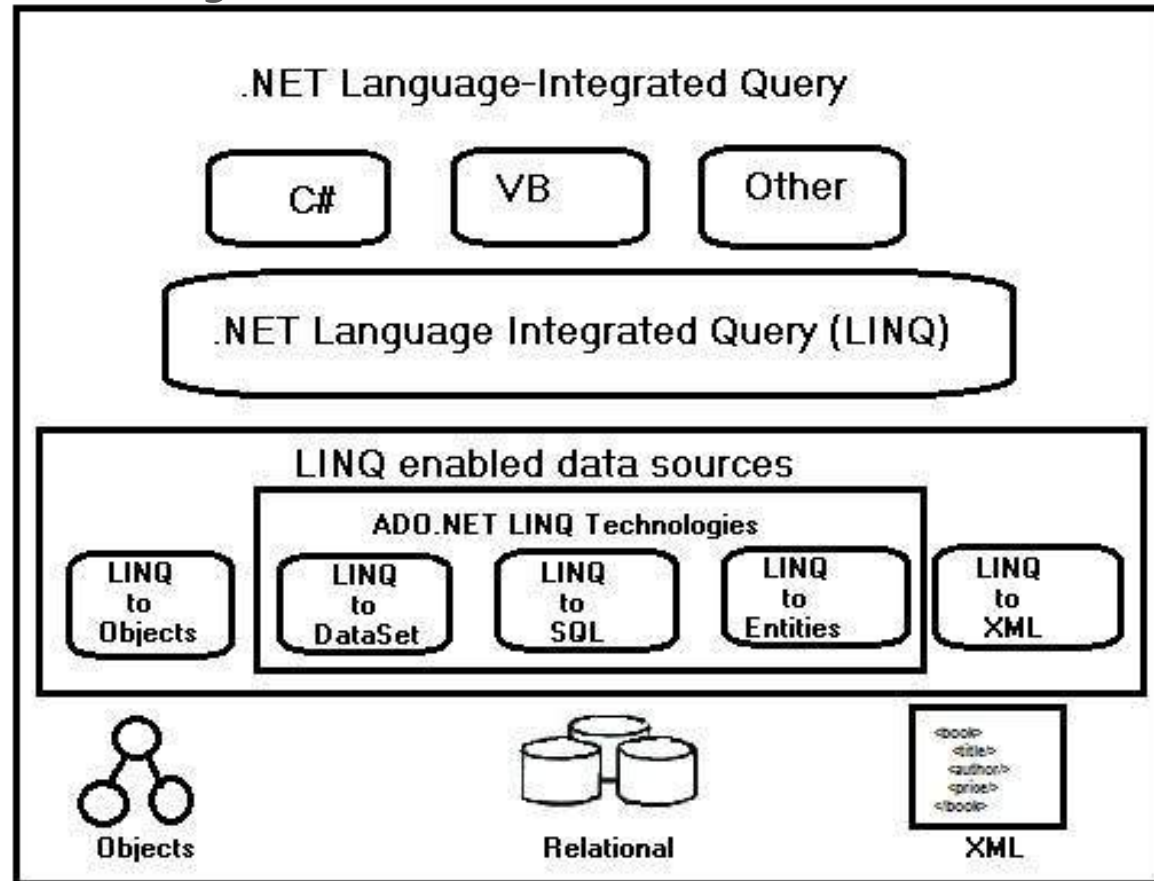 .NET Language-Integrated Query
C#
VB
Other
.NET Language Integrated Query (LINQ)
LINQ enabled data sources
ADO.NET LINQ Technologies
LINQ
to
Objects
LINQ
to
DataSet
LINQ
to
SQL
LINQ
to
Entities
LINQ
to
XML
<book>
<title/>
<author/>
<price/>
</book>
Objects
Relational
XML